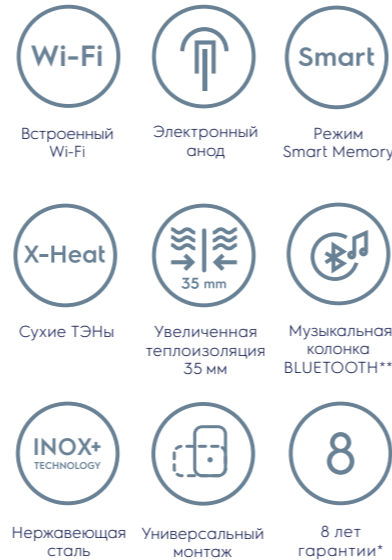 Wi-Fi
Встроенный
Wi-Fi
Электронный
анод
Smart
Режим
Smart Memory
X-Heat
Сухие ТЭНы
35 mm
Увеличенная
теплоизоляция
35 мм
Музыкальная
колонка
BLUETOOTH**
INOX+
TECHNOLOGY
Нержавеющая
сталь
Универсальный
монтаж
8
8 лет
гарантии*